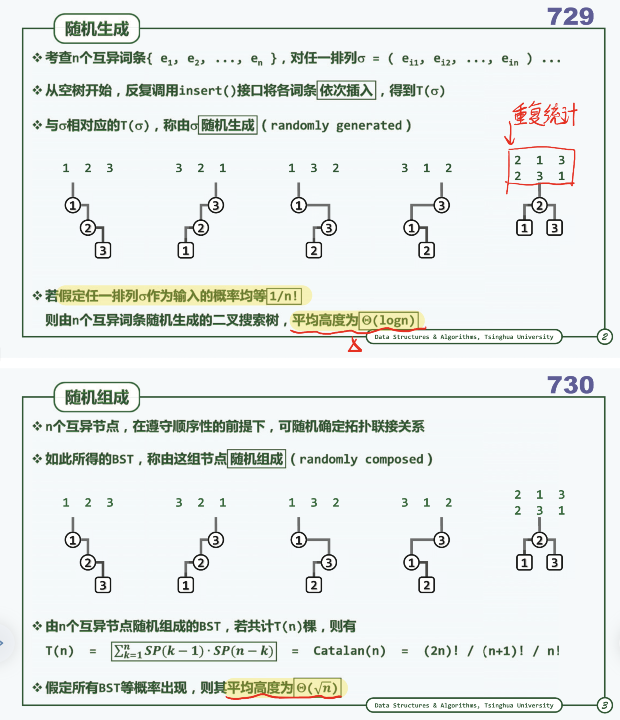 729
随机生成
❖考查n个互异词条{ e1, e2, ..., en }，对任一排列σ = ( ei1, ei2, ..., ein ) ...
❖从空树开始，反复调用insert()接口将各词条依次插入，得到T(σ)
❖与σ相对应的T(σ)，称由σ随机生成（randomly generated）
重复统计
1 2 3
3 2 1
1 3 2
3 1 2
2 1 3
2 3 1
1
2
3
3
2
1
1
3
2
3
1
2
2
1
3
❖若假定任一排列σ作为输入的概率均等1/n!
则由n个互异词条随机生成的二叉搜索树，平均高度为Θ(logn)
Data Structures & Algorithms, Tsinghua University
2
730
随机组成
❖n个互异节点，在遵守顺序性的前提下，可随机确定拓扑联接关系
❖如此所得的BST，称由这组节点随机组成（randomly composed）
1 2 3
3 2 1
1 3 2
3 1 2
2 1 3
2 3 1
1
2
3
3
2
1
1
3
2
3
1
2
2
1
3
❖由n个互异节点随机组成的BST，若共计T(n)棵，则有
T(n) = ∑ⁿₖ₌₁ SP(k − 1) · SP(n − k) = Catalan(n) = (2n)! / (n+1)! / n!
❖假定所有BST等概率出现，则其平均高度为Θ(√n)
Data Structures & Algorithms, Tsinghua University
3